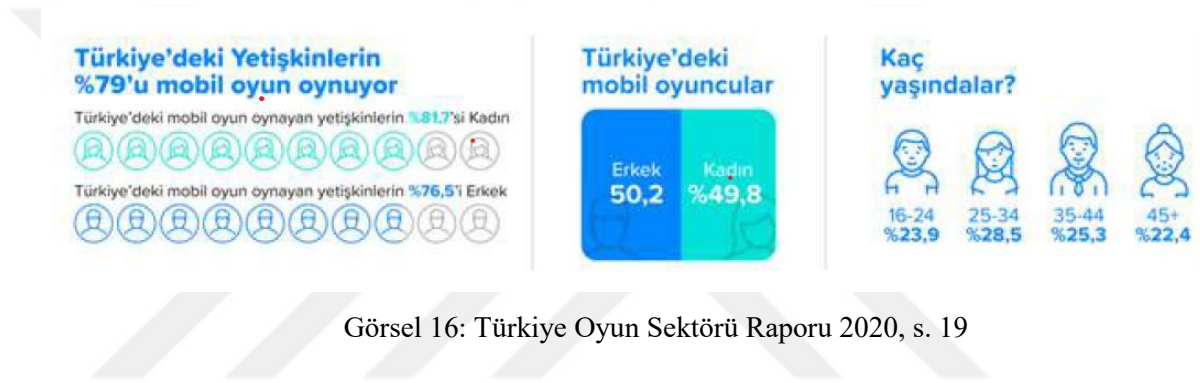 Türkiye'deki Yetişkinlerin
%79'u mobil oyun oynuyor
Türkiye'deki mobil oyun oynayan yetişkinlerin %81,7'si Kadın
Türkiye'deki mobil oyun oynayan yetişkinlerin %76,5'i Erkek
Türkiye'deki
mobil oyuncular
Erkek
50,2
Kadın
%49,8
Kaç
yaşındalar?
16-24
%23,9
25-34
%28,5
35-44
%25,3
45+
%22,4
Görsel 16: Türkiye Oyun Sektörü Raporu 2020, s. 19